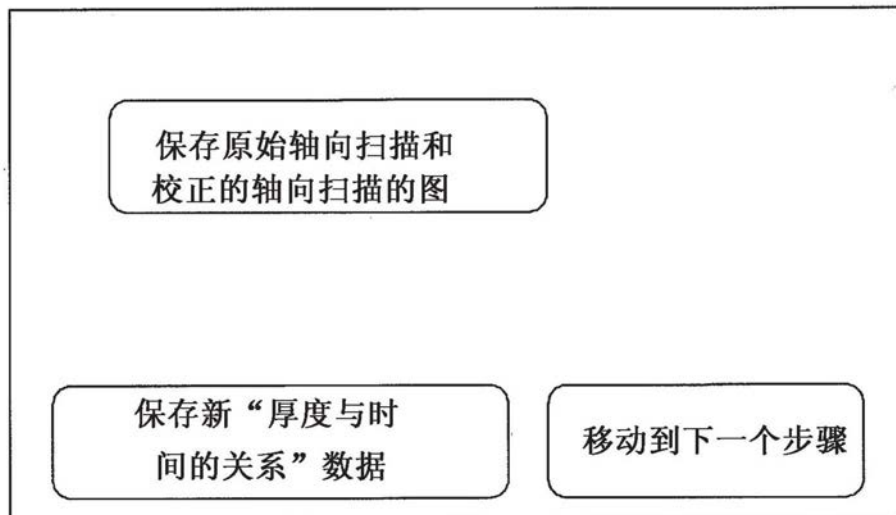 保存原始轴向扫描和
校正的轴向扫描的图
保存新“厚度与时
间的关系”数据
移动到下一个步骤